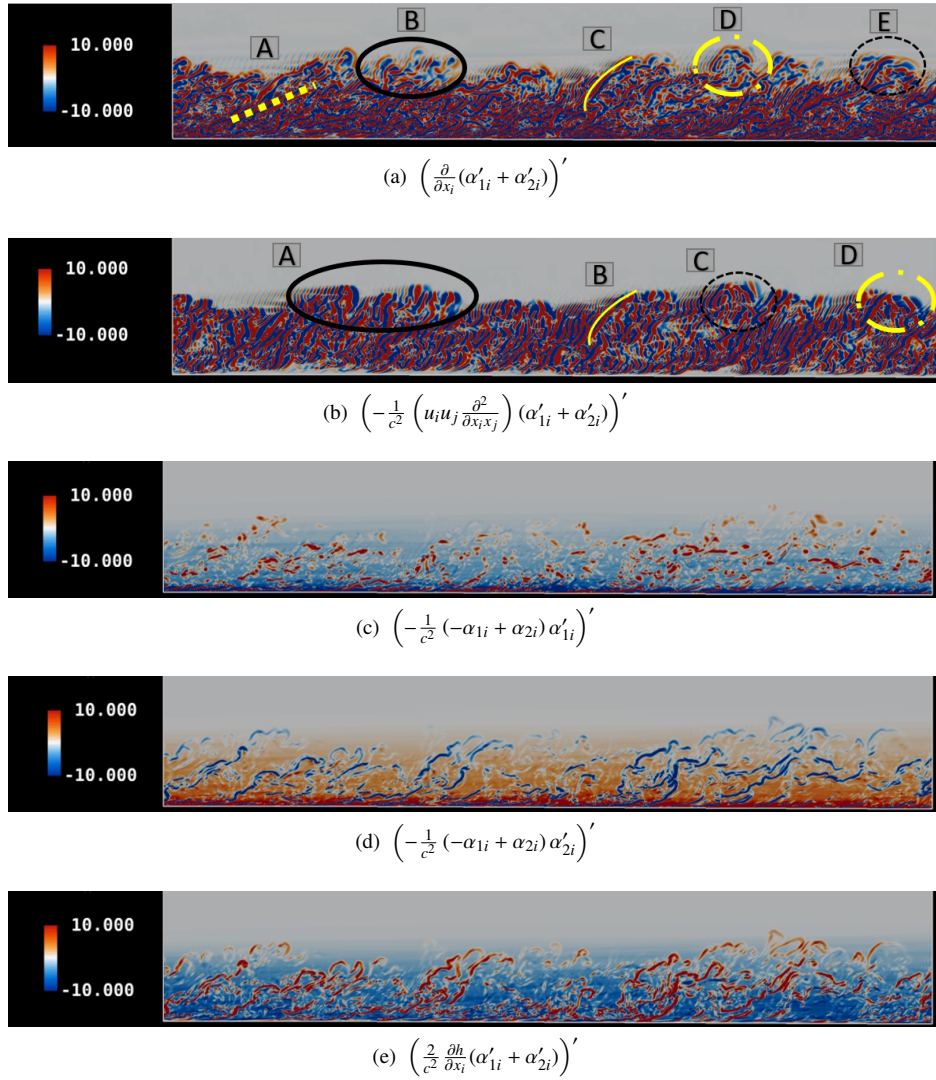 A B C D E
10.000
-10.000
(a) $\left(\frac{\partial}{\partial x_i}(\alpha'_{1i} + \alpha'_{2i})\right)'$
A B C D
10.000
-10.000
(b) $\left(-\frac{1}{c^2}\left(u_i u_j \frac{\partial^2}{\partial x_i x_j}\right)(\alpha'_{1i} + \alpha'_{2i})\right)'$
10.000
-10.000
(c) $\left(-\frac{1}{c^2}(-\alpha_{1i} + \alpha_{2i})\,\alpha'_{1i}\right)'$
10.000
-10.000
(d) $\left(-\frac{1}{c^2}(-\alpha_{1i} + \alpha_{2i})\,\alpha'_{2i}\right)'$
10.000
-10.000
(e) $\left(\frac{2}{c^2}\frac{\partial h}{\partial x_i}(\alpha'_{1i} + \alpha'_{2i})\right)'$